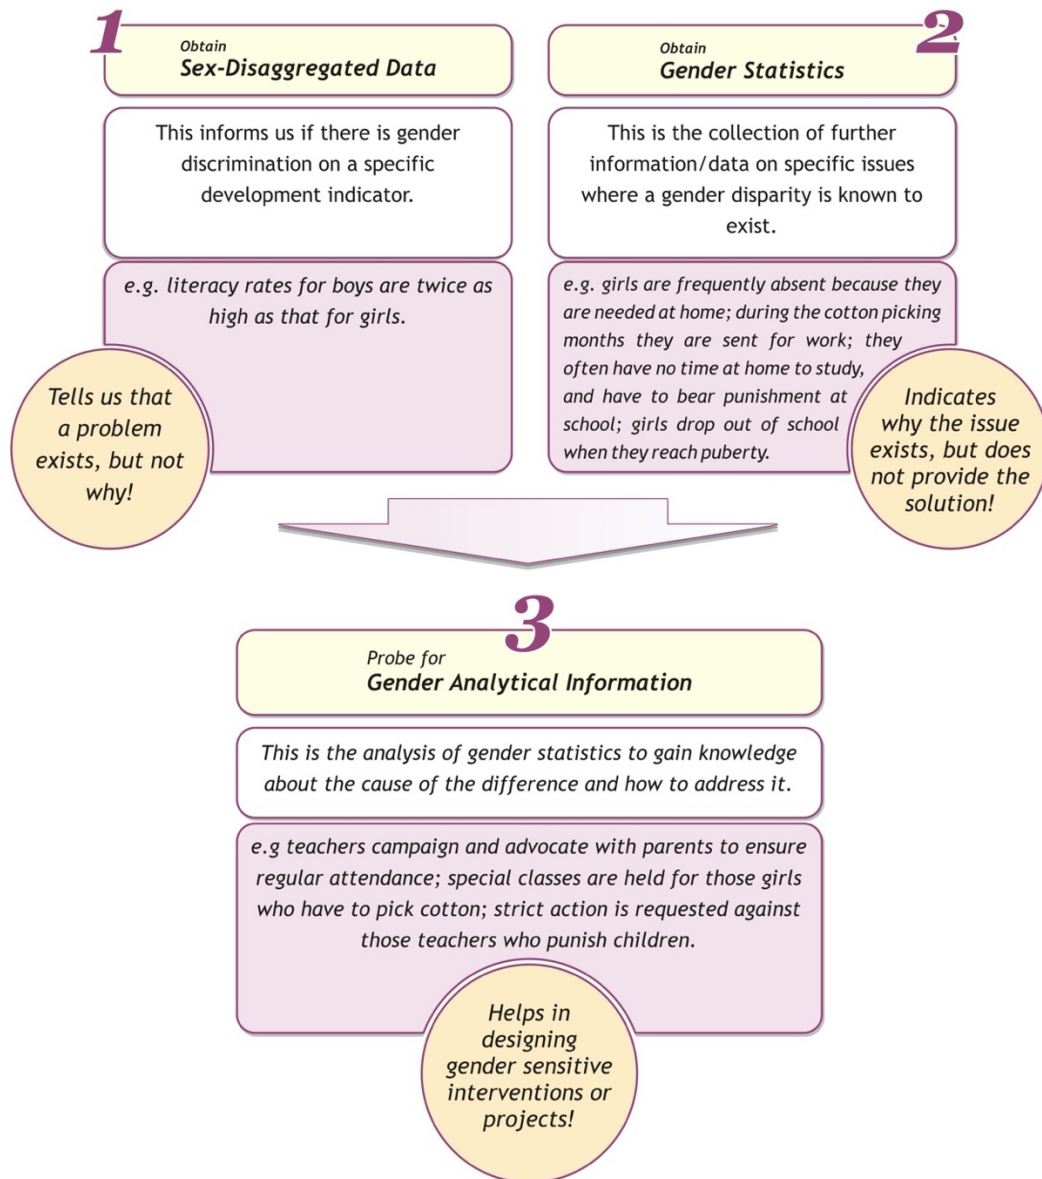 1
Obtain
Sex-Disaggregated Data
This informs us if there is gender
discrimination on a specific
development indicator.
e.g. literacy rates for boys are twice as
high as that for girls.
Tells us that
a problem
exists, but not
why!
2
Obtain
Gender Statistics
This is the collection of further
information/data on specific issues
where a gender disparity is known to
exist.
e.g. girls are frequently absent because they
are needed at home; during the cotton picking
months they are sent for work; they
often have no time at home to study,
and have to bear punishment at
school; girls drop out of school
when they reach puberty.
Indicates
why the issue
exists, but does
not provide the
solution!
3
Probe for
Gender Analytical Information
This is the analysis of gender statistics to gain knowledge
about the cause of the difference and how to address it.
e.g teachers campaign and advocate with parents to ensure
regular attendance; special classes are held for those girls
who have to pick cotton; strict action is requested against
those teachers who punish children.
Helps in
designing
gender sensitive
interventions or
projects!